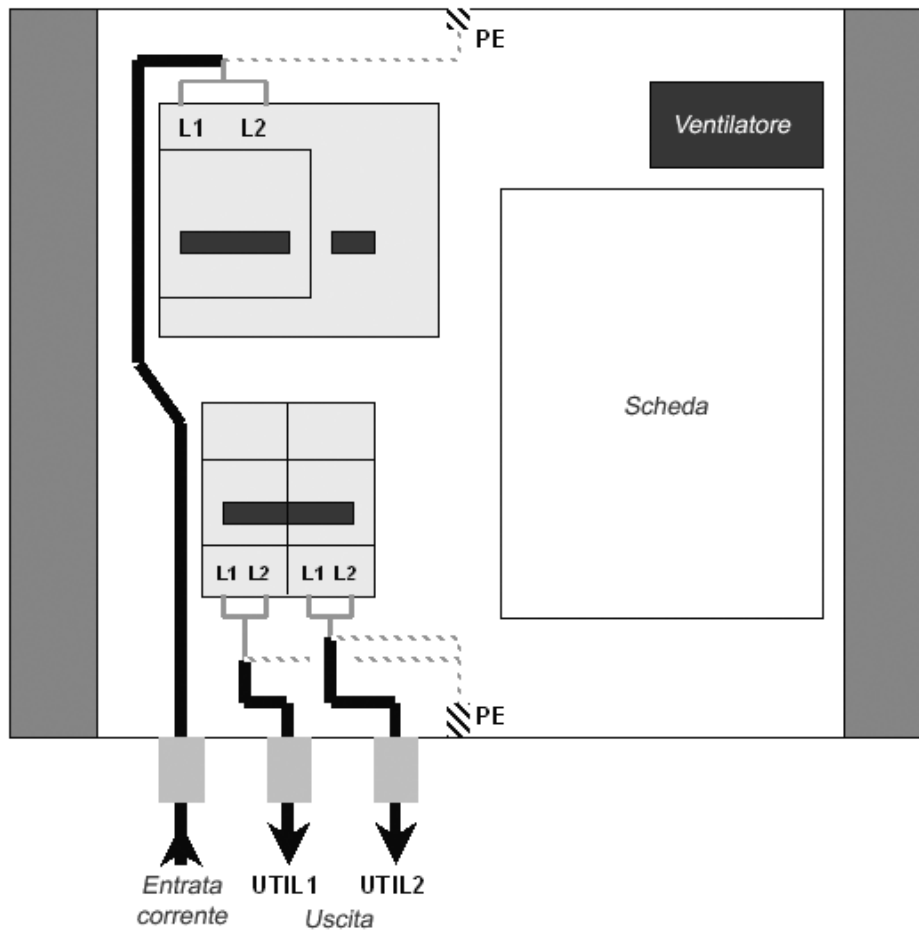 PE
L1 L2
Ventilatore
Scheda
L1 L2 L1 L2
PE
Entrata
corrente
UTIL1 UTIL2
Uscita